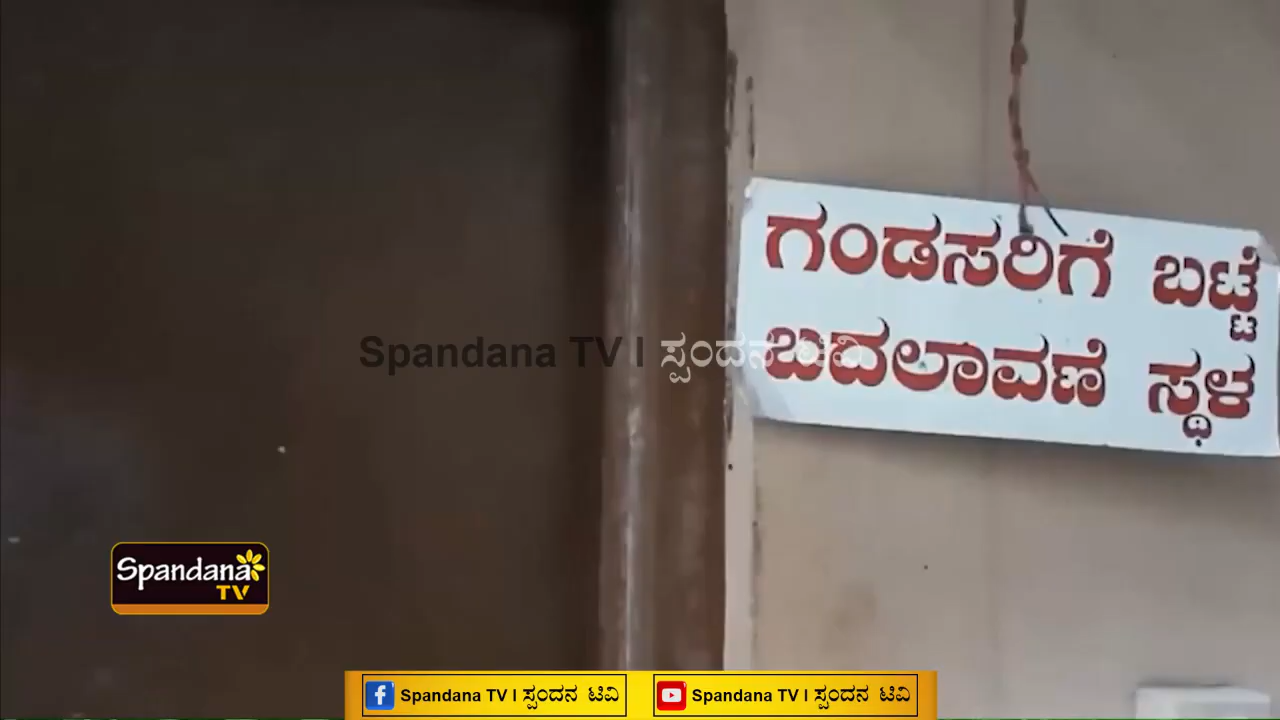 ಗಂಡಸರಿಗೆ ಬಟ್ಟೆ
ಬದಲಾವಣೆ ಸ್ಥಳ
Spandana TV I ಸ್ಪಂದನ ಟಿವಿ
Spandana
TV
Spandana TV I ಸ್ಪಂದನ ಟಿವಿ
Spandana TV I ಸ್ಪಂದನ ಟಿವಿ